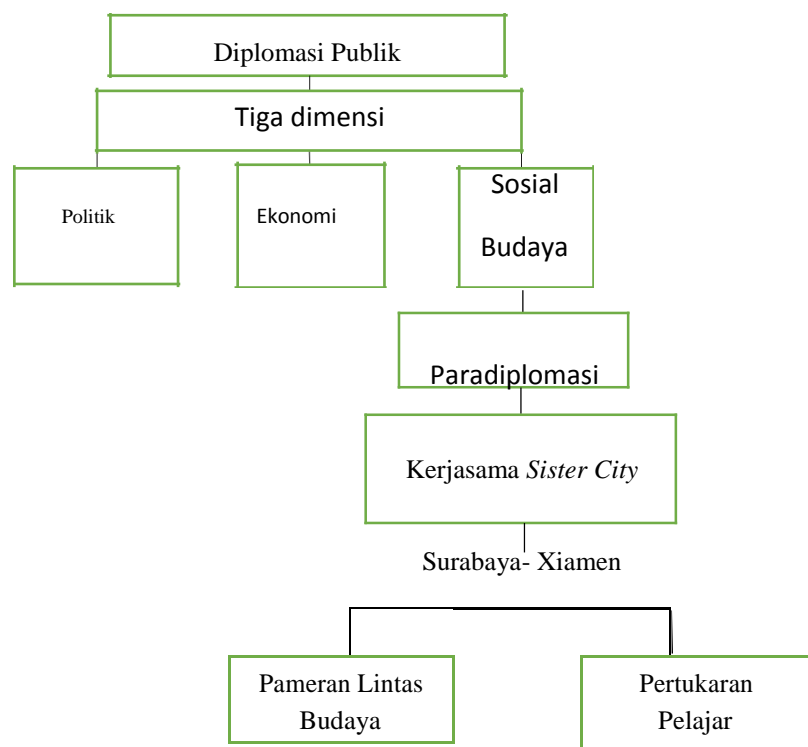 Diplomasi Publik
Tiga dimensi
Politik
Ekonomi
Sosial
Budaya
Paradiplomasi
Kerjasama Sister City
Surabaya- Xiamen
Pameran Lintas
Budaya
Pertukaran
Pelajar